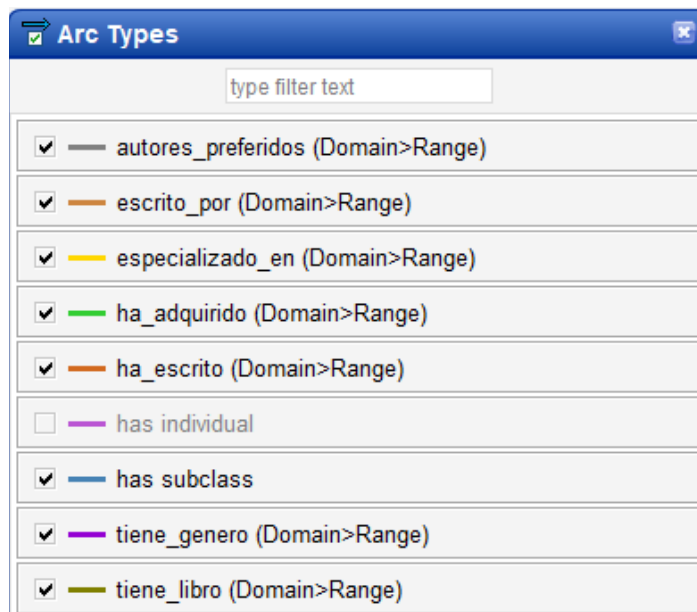 Arc Types
type filter text
autores_preferidos (Domain>Range)
escrito_por (Domain>Range)
especializado_en (Domain>Range)
ha_adquirido (Domain>Range)
ha_escrito (Domain>Range)
has individual
has subclass
tiene_genero (Domain>Range)
tiene_libro (Domain>Range)